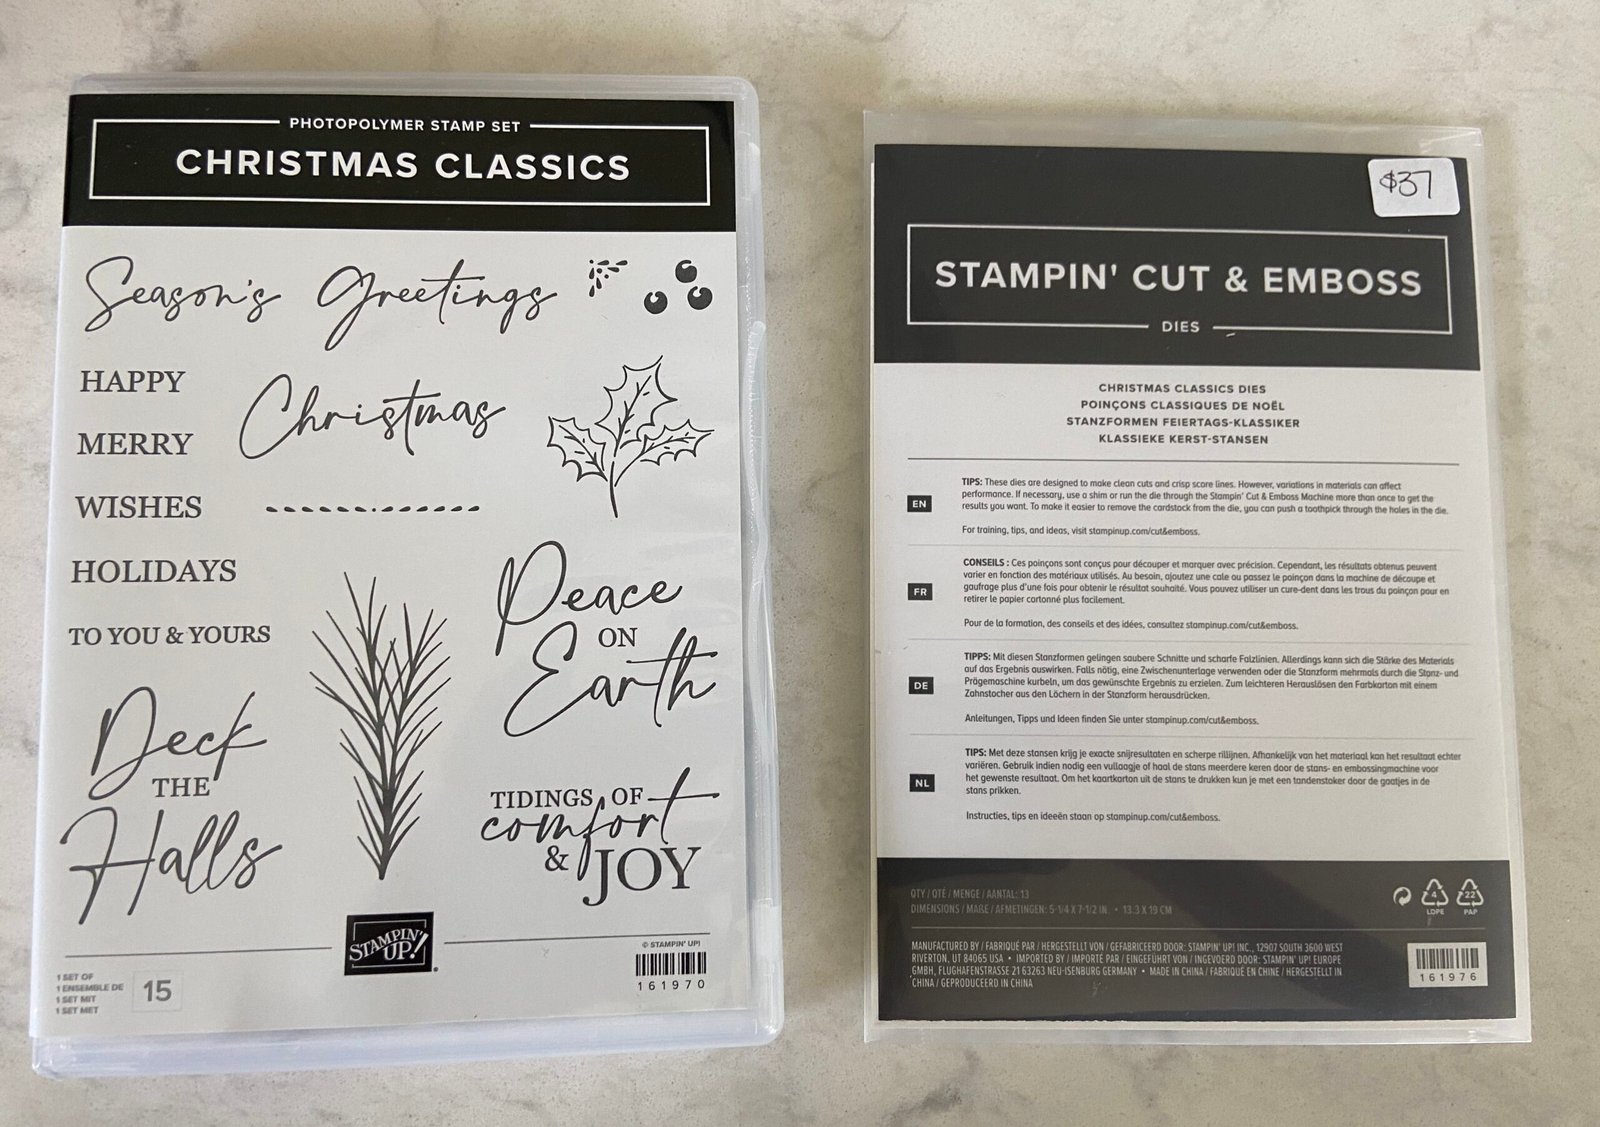 PHOTOPOLYMER STAMP SET
CHRISTMAS CLASSICS
Season's Greetings
HAPPY
Christmas
MERRY
WISHES
HOLIDAYS
TO YOU & YOURS
Peace
ON
Earth
Deck
THE
Halls
TIDINGS OF
comfort
& JOY
STAMPIN' UP!
© STAMPIN' UP!
1 SET OF
1 ENSEMBLE DE
1 SET MIT
1 SET MET
15
161970
$37
STAMPIN' CUT & EMBOSS
DIES
CHRISTMAS CLASSICS DIES
POINÇONS CLASSIQUES DE NOËL
STANZFORMEN FEIERTAGS-KLASSIKER
KLASSIEKE KERST-STANSEN
EN
TIPS: These dies are designed to make clean cuts and crisp score lines. However, variations in materials can affect
performance. If necessary, use a shim or run the die through the Stampin' Cut & Emboss Machine more than once to get the
results you want. To make it easier to remove the cardstock from the die, you can push a toothpick through the holes in the die.
For training, tips, and ideas, visit stampinup.com/cut&emboss.
FR
CONSEILS : Ces poinçons sont conçus pour découper et marquer avec précision. Cependant, les résultats obtenus peuvent
varier en fonction des matériaux utilisés. Au besoin, ajoutez une cale ou passez le poinçon dans la machine de découpe et
gaufrage plus d'une fois pour obtenir le résultat souhaité. Vous pouvez utiliser un cure-dent dans les trous du poinçon pour en
retirer le papier cartonné plus facilement.
Pour de la formation, des conseils et des idées, consultez stampinup.com/cut&emboss.
DE
TIPPS: Mit diesen Stanzformen gelingen saubere Schnitte und scharfe Falzlinien. Allerdings kann sich die Stärke des Materials
auf das Ergebnis auswirken. Falls nötig, eine Zwischenunterlage verwenden oder die Stanzform mehrmals durch die Stanz- und
Prägemaschine kurbeln, um das gewünschte Ergebnis zu erzielen. Zum leichteren Herauslösen den Farbkarton mit einem
Zahnstocher aus den Löchern in der Stanzform herausdrücken.
Anleitungen, Tipps und Ideen finden Sie unter stampinup.com/cut&emboss.
NL
TIPS: Met deze stansen krijg je exacte snijresultaten en scherpe rillijnen. Afhankelijk van het materiaal kan het resultaat echter
variëren. Gebruik indien nodig een vullaagje of haal de stans meerdere keren door de stans- en embossingmachine voor
het gewenste resultaat. Om het kaartkarton uit de stans te drukken kun je met een tandenstoker door de gaatjes in de
stans prikken.
Instructies, tips en ideeën staan op stampinup.com/cut&emboss.
QTY / QTÉ / MENGE / AANTAL: 13
DIMENSIONS / MAßE / AFMETINGEN: 5-1/4 X 7-1/2 IN. • 13.3 X 19 CM
4
LDPE
22
PAP
MANUFACTURED BY / FABRIQUÉ PAR / HERGESTELLT VON / GEFABRICEERD DOOR: STAMPIN' UP! INC., 12907 SOUTH 3600 WEST
RIVERTON, UT 84065 USA • IMPORTED BY / IMPORTÉ PAR / EINGEFÜHRT VON / INGEVOERD DOOR: STAMPIN' UP! EUROPE
GMBH, FLUGHAFENSTRASSE 21 63263 NEU-ISENBURG GERMANY • MADE IN CHINA / FABRIQUÉ EN CHINE / HERGESTELLT IN
CHINA / GEPRODUCEERD IN CHINA
161976